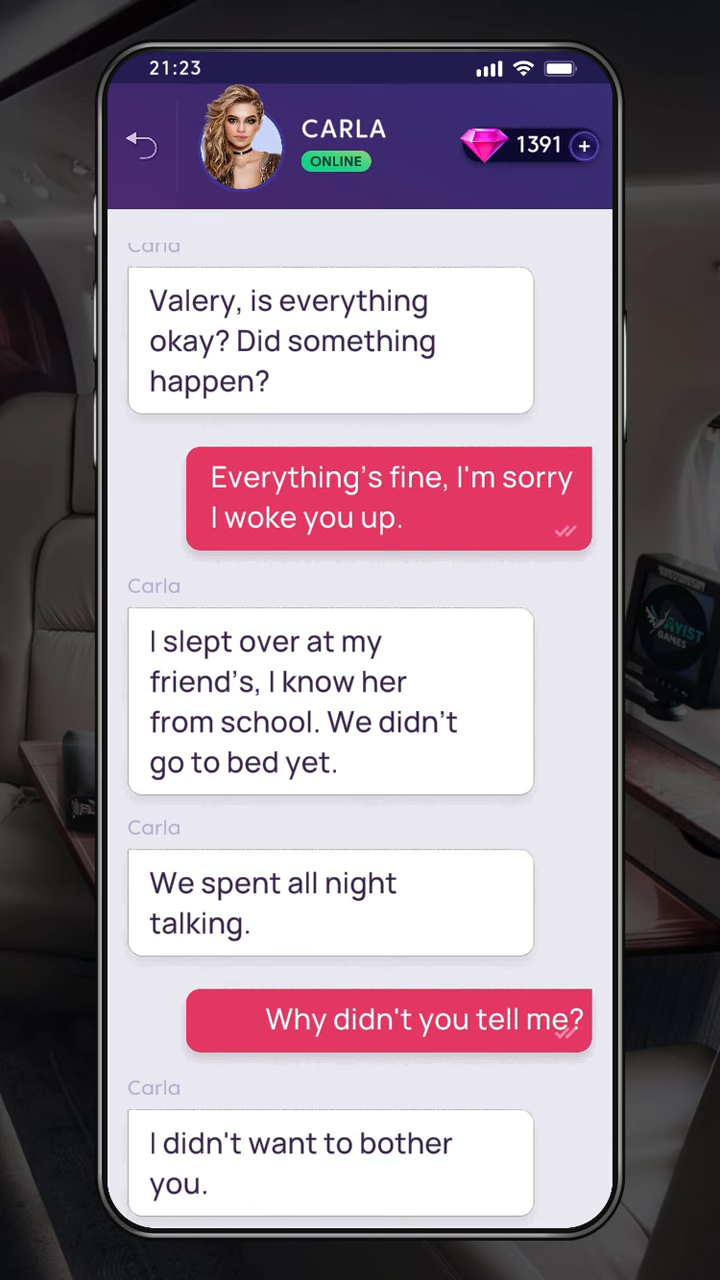 21:23
CARLA
ONLINE
1391
+
Carla
Valery, is everything
okay? Did something
happen?
Everything's fine, I'm sorry
I woke you up.
Carla
I slept over at my
friend's, I know her
from school. We didn't
go to bed yet.
Carla
We spent all night
talking.
Why didn't you tell me?
Carla
I didn't want to bother
you.
GAMES